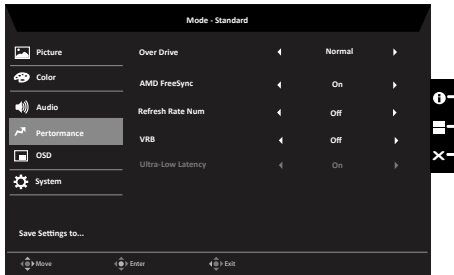 Mode - Standard
Picture
Over Drive
Normal
Color
AMD FreeSync
On
Audio
Refresh Rate Num
Off
Pertormance
VRB
Off
OSD
Ultra-Low Latency
On
System
Save Settings to...
Move
Enter
Exit